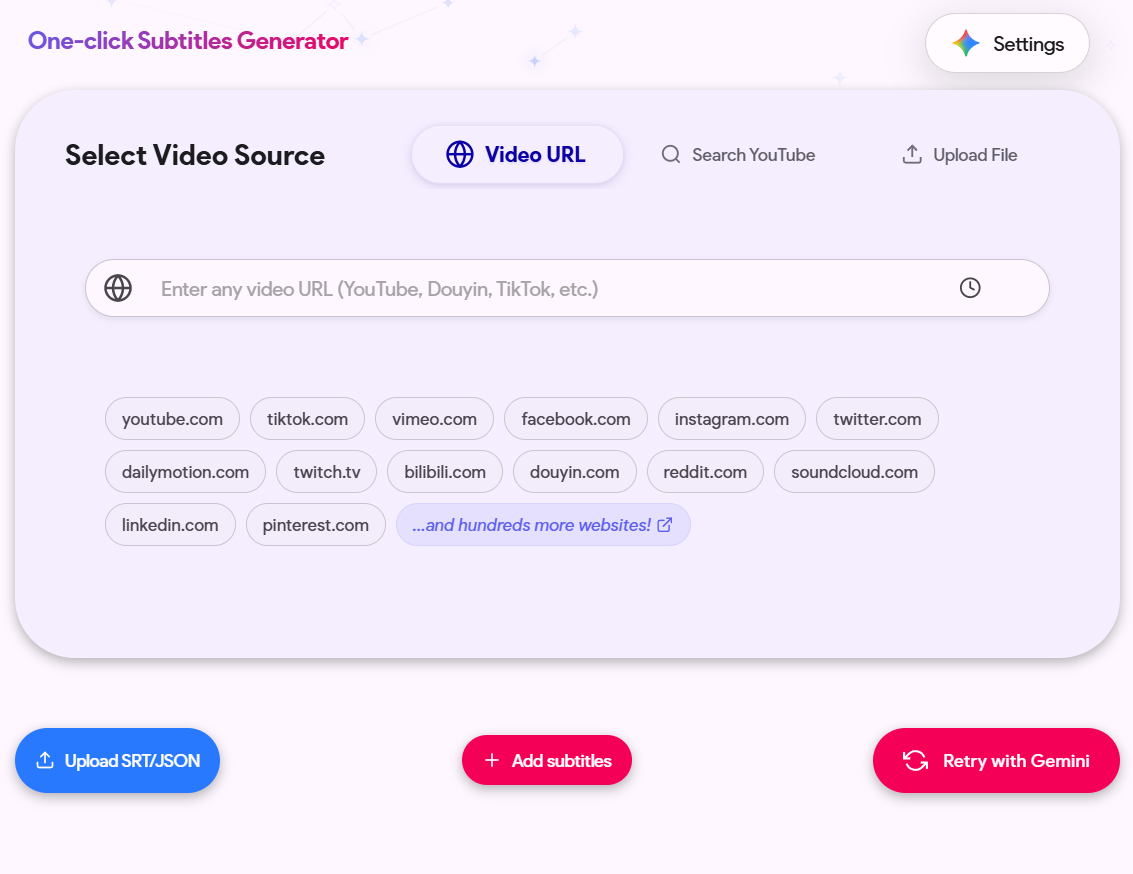 One-click Subtitles Generator
Settings
Select Video Source
Video URL
Search YouTube
Upload File
Enter any video URL (YouTube, Douyin, TikTok, etc.)
youtube.com tiktok.com vimeo.com facebook.com instagram.com twitter.com
dailymotion.com twitch.tv bilibili.com douyin.com reddit.com soundcloud.com
linkedin.com pinterest.com ...and hundreds more websites!
Upload SRT/JSON
Add subtitles
Retry with Gemini